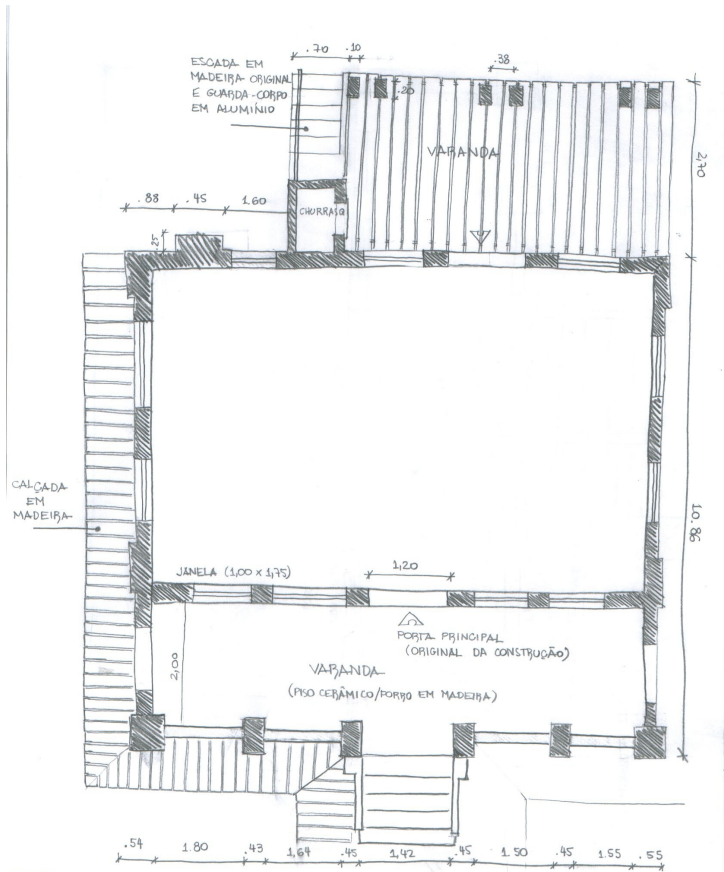 .70 .10
.38
ESCADA EM
MADEIRA ORIGINAL
E GUARDA-CORPO
EM ALUMÍNIO
.20
VARANDA
2,70
.88 .45 1.60
CHURRASQ
.25
CALÇADA
EM
MADEIRA
10.86
JANELA (1,00 x 1,75)
1,20
PORTA PRINCIPAL
(ORIGINAL DA CONSTRUÇÃO)
2,00
VARANDA
(PISO CERÂMICO/FORRO EM MADEIRA)
.54 1.80 .43 1,64 .45 1,42 .45 1.50 .45 1.55 .55